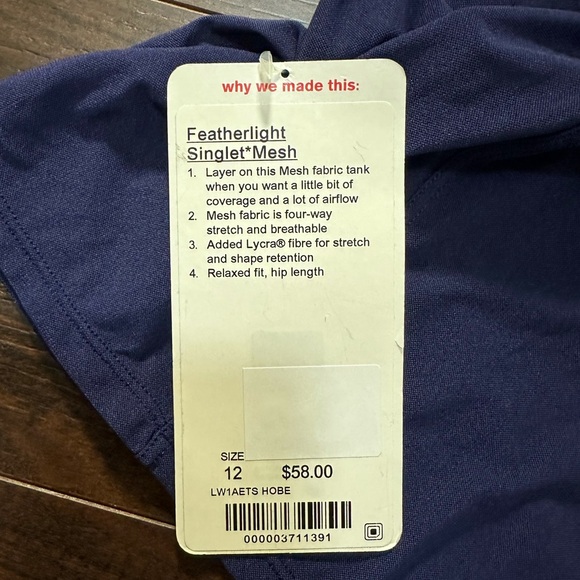 why we made this:
Featherlight
Singlet*Mesh
1. Layer on this Mesh fabric tank
when you want a little bit of
coverage and a lot of airflow
2. Mesh fabric is four-way
stretch and breathable
3. Added Lycra® fibre for stretch
and shape retention
4. Relaxed fit, hip length
SIZE
12 $58.00
LW1AETS HOBE
000003711391